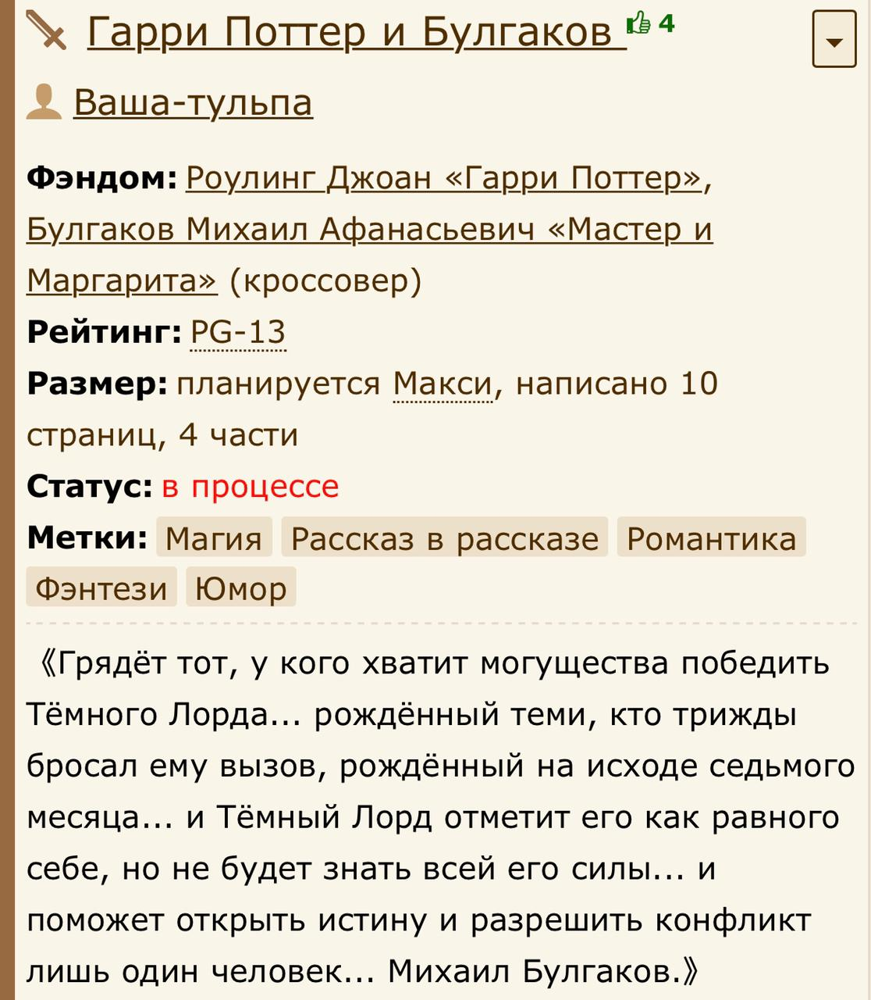 Гарри Поттер и Булгаков 4
Ваша-тульпа
Фэндом: Роулинг Джоан «Гарри Поттер»,
Булгаков Михаил Афанасьевич «Мастер и
Маргарита» (кроссовер)
Рейтинг: PG-13
Размер: планируется Макси, написано 10
страниц, 4 части
Статус: в процессе
Метки: Магия Рассказ в рассказе Романтика
Фэнтези Юмор
《Грядёт тот, у кого хватит могущества победить
Тёмного Лорда... рождённый теми, кто трижды
бросал ему вызов, рождённый на исходе седьмого
месяца... и Тёмный Лорд отметит его как равного
себе, но не будет знать всей его силы... и
поможет открыть истину и разрешить конфликт
лишь один человек... Михаил Булгаков.》